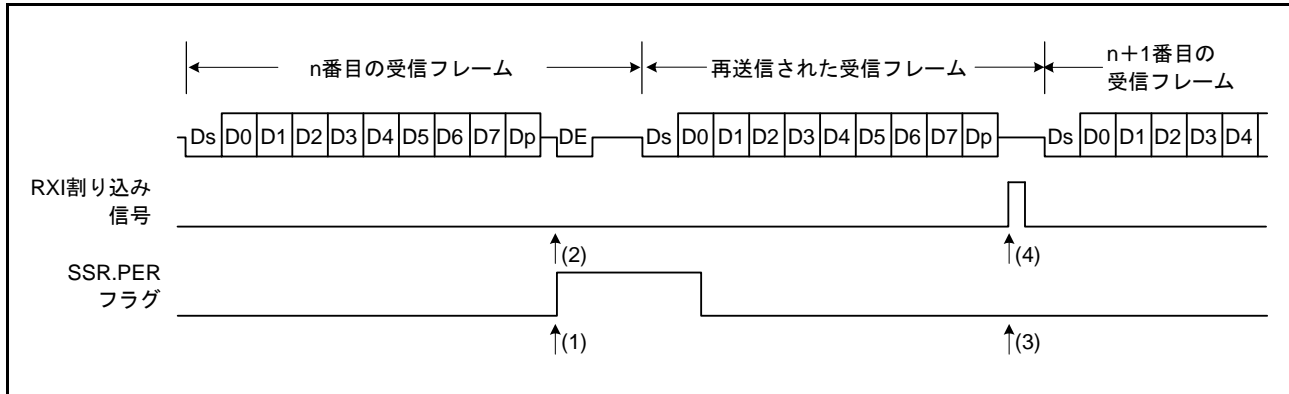 n番目の受信フレーム
再送信された受信フレーム
n＋1番目の
受信フレーム
Ds D0 D1 D2 D3 D4 D5 D6 D7 Dp DE Ds D0 D1 D2 D3 D4 D5 D6 D7 Dp Ds D0 D1 D2 D3 D4
RXI割り込み
信号
(2) (4)
SSR.PER
フラグ
(1) (3)